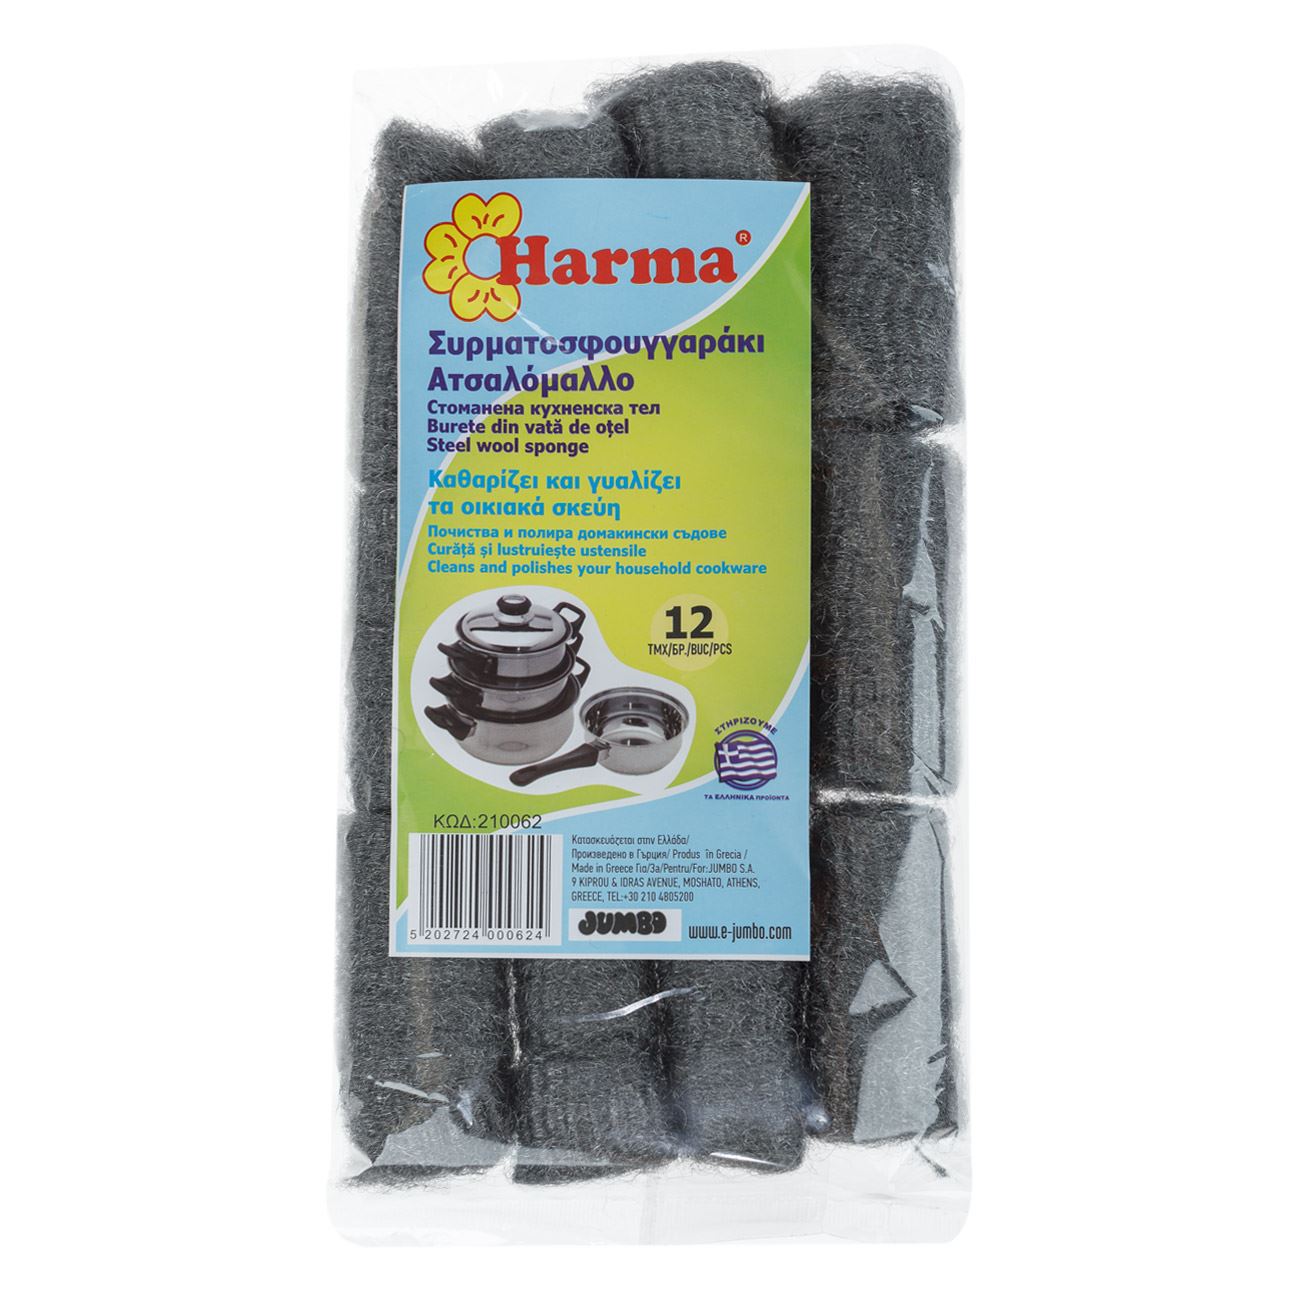 Harma®
Συρματοσφουγγαράκι
Ατσαλόμαλλο
Стоманена кухненска тел
Burete din vată de oțel
Steel wool sponge
Καθαρίζει και γυαλίζει
τα οικιακά σκεύη
Почиства и полира домакински съдове
Curăță și lustruiește ustensile
Cleans and polishes your household cookware
12
ΤΜΧ/БР./BUC/PCS
ΣΤΗΡΙΖΟΥΜΕ
ΤΑ ΕΛΛΗΝΙΚΑ ΠΡΟΪΟΝΤΑ
ΚΩΔ:210062
Κατασκευάζεται στην Ελλάδα/
Произведено в Гърция/ Produs în Grecia /
Made in Greece Για/За/Pentru/For:JUMBO S.A.
9 KIPROU & IDRAS AVENUE, MOSHATO, ATHENS,
GREECE, TEL:+30 210 4805200
5 202724 000624
JUMBO
www.e-jumbo.com